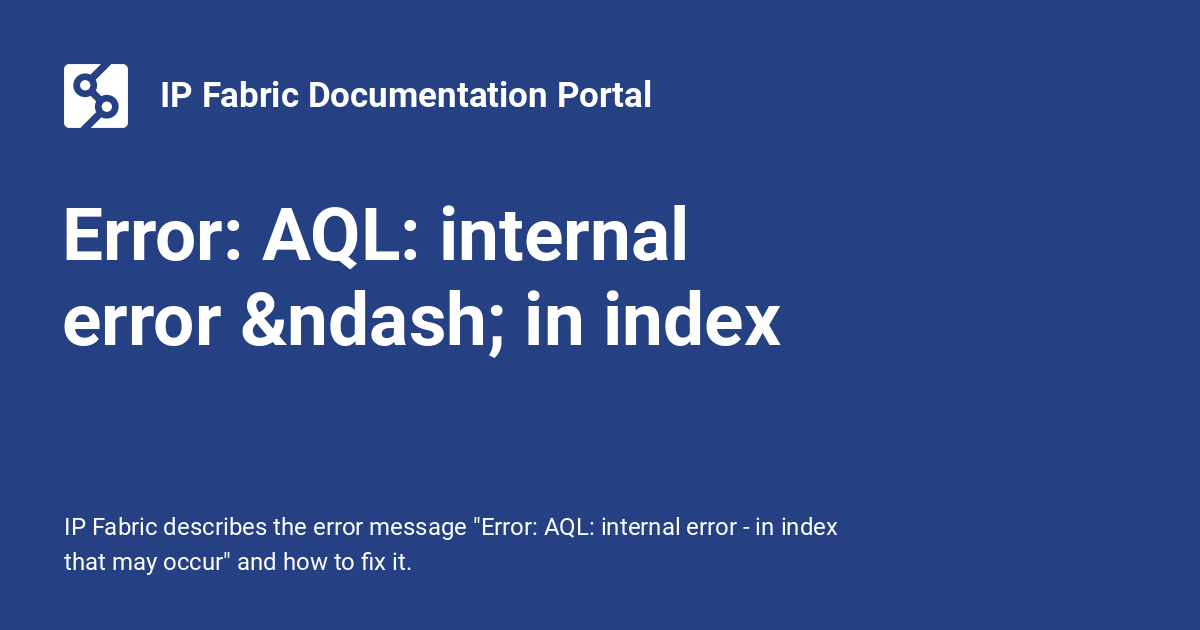 IP Fabric Documentation Portal
Error: AQL: internal
error &ndash; in index
IP Fabric describes the error message "Error: AQL: internal error - in index
that may occur" and how to fix it.